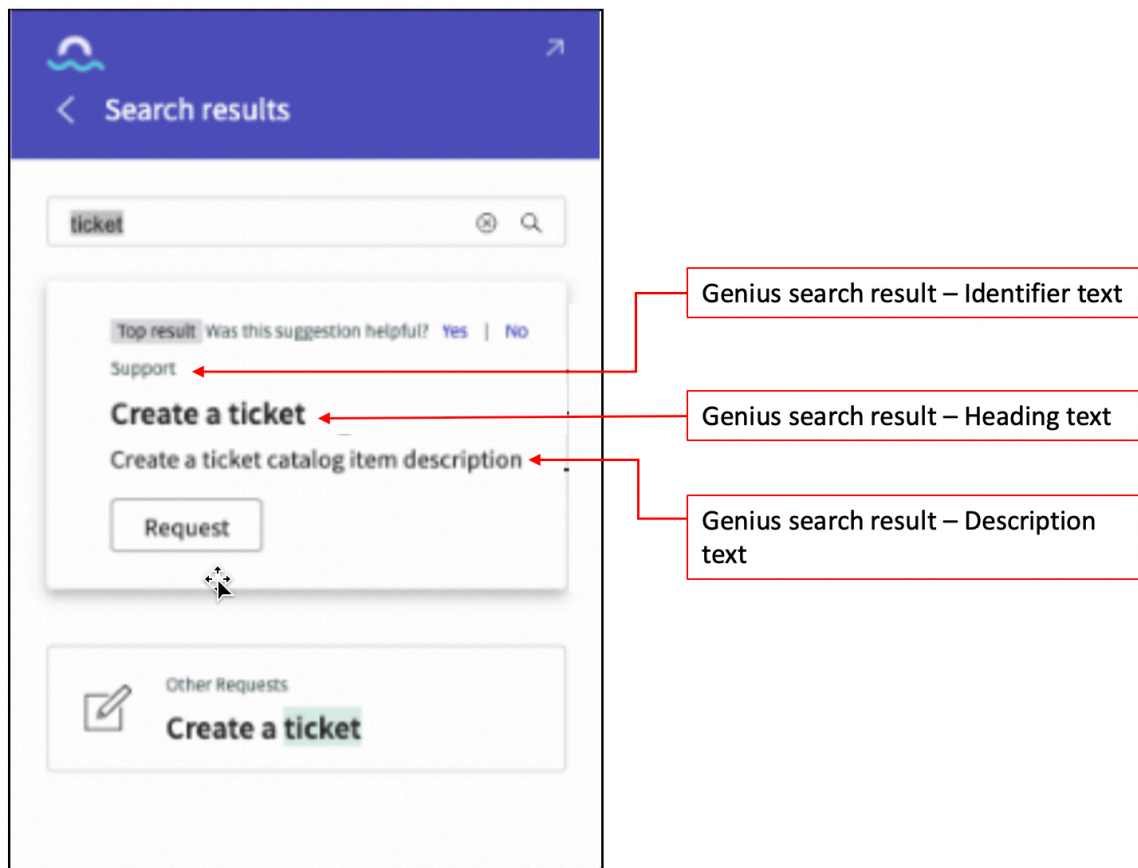 Search results
ticket
Top result Was this suggestion helpful? Yes | No
Support
Create a ticket
Create a ticket catalog item description
Request
Other Requests
Create a ticket
Genius search result – Identifier text
Genius search result – Heading text
Genius search result – Description
text